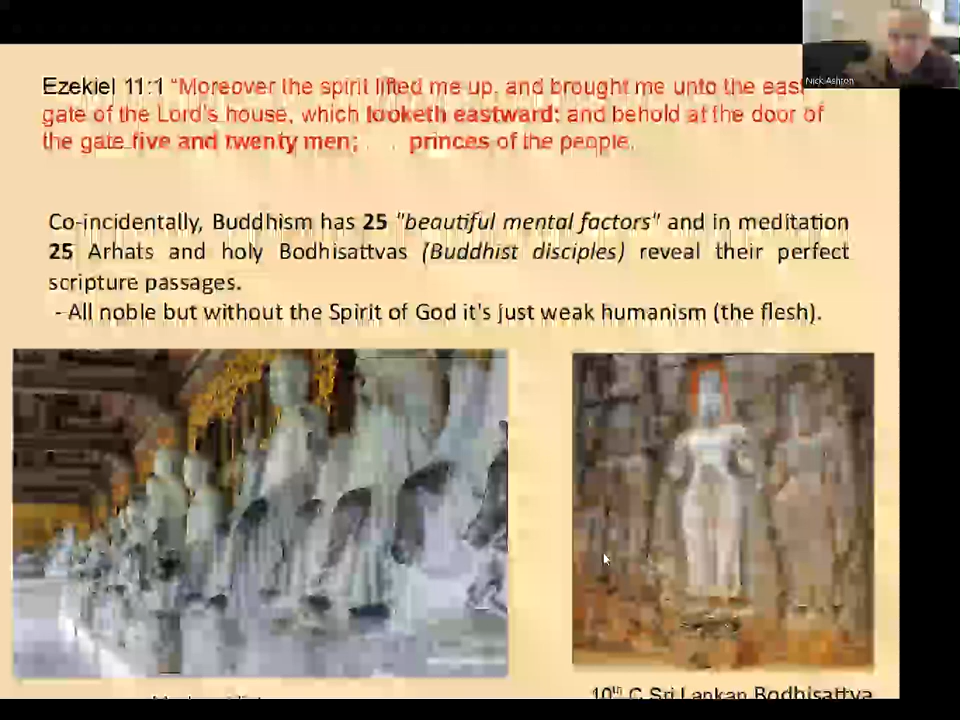 Nick Ashton
Ezekiel 11:1 "Moreover the spirit lifted me up, and brought me unto the east
gate of the Lord's house, which looketh eastward: and behold at the door of
the gate five and twenty men; . . princes of the people.
Co-incidentally, Buddhism has 25 "beautiful mental factors" and in meditation
25 Arhats and holy Bodhisattvas (Buddhist disciples) reveal their perfect
scripture passages.
- All noble but without the Spirit of God it's just weak humanism (the flesh).
10th C Sri Lankan Bodhisattva